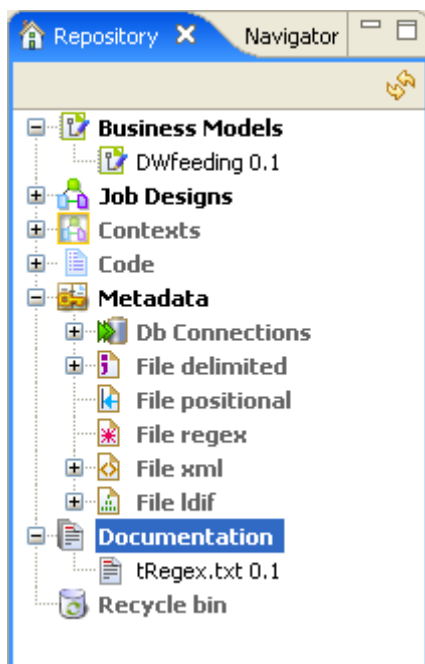 Repository Navigator
Business Models
DWfeeding 0.1
Job Designs
Contexts
Code
Metadata
Db Connections
File delimited
File positional
File regex
File xml
File ldif
Documentation
tRegex.txt 0.1
Recycle bin